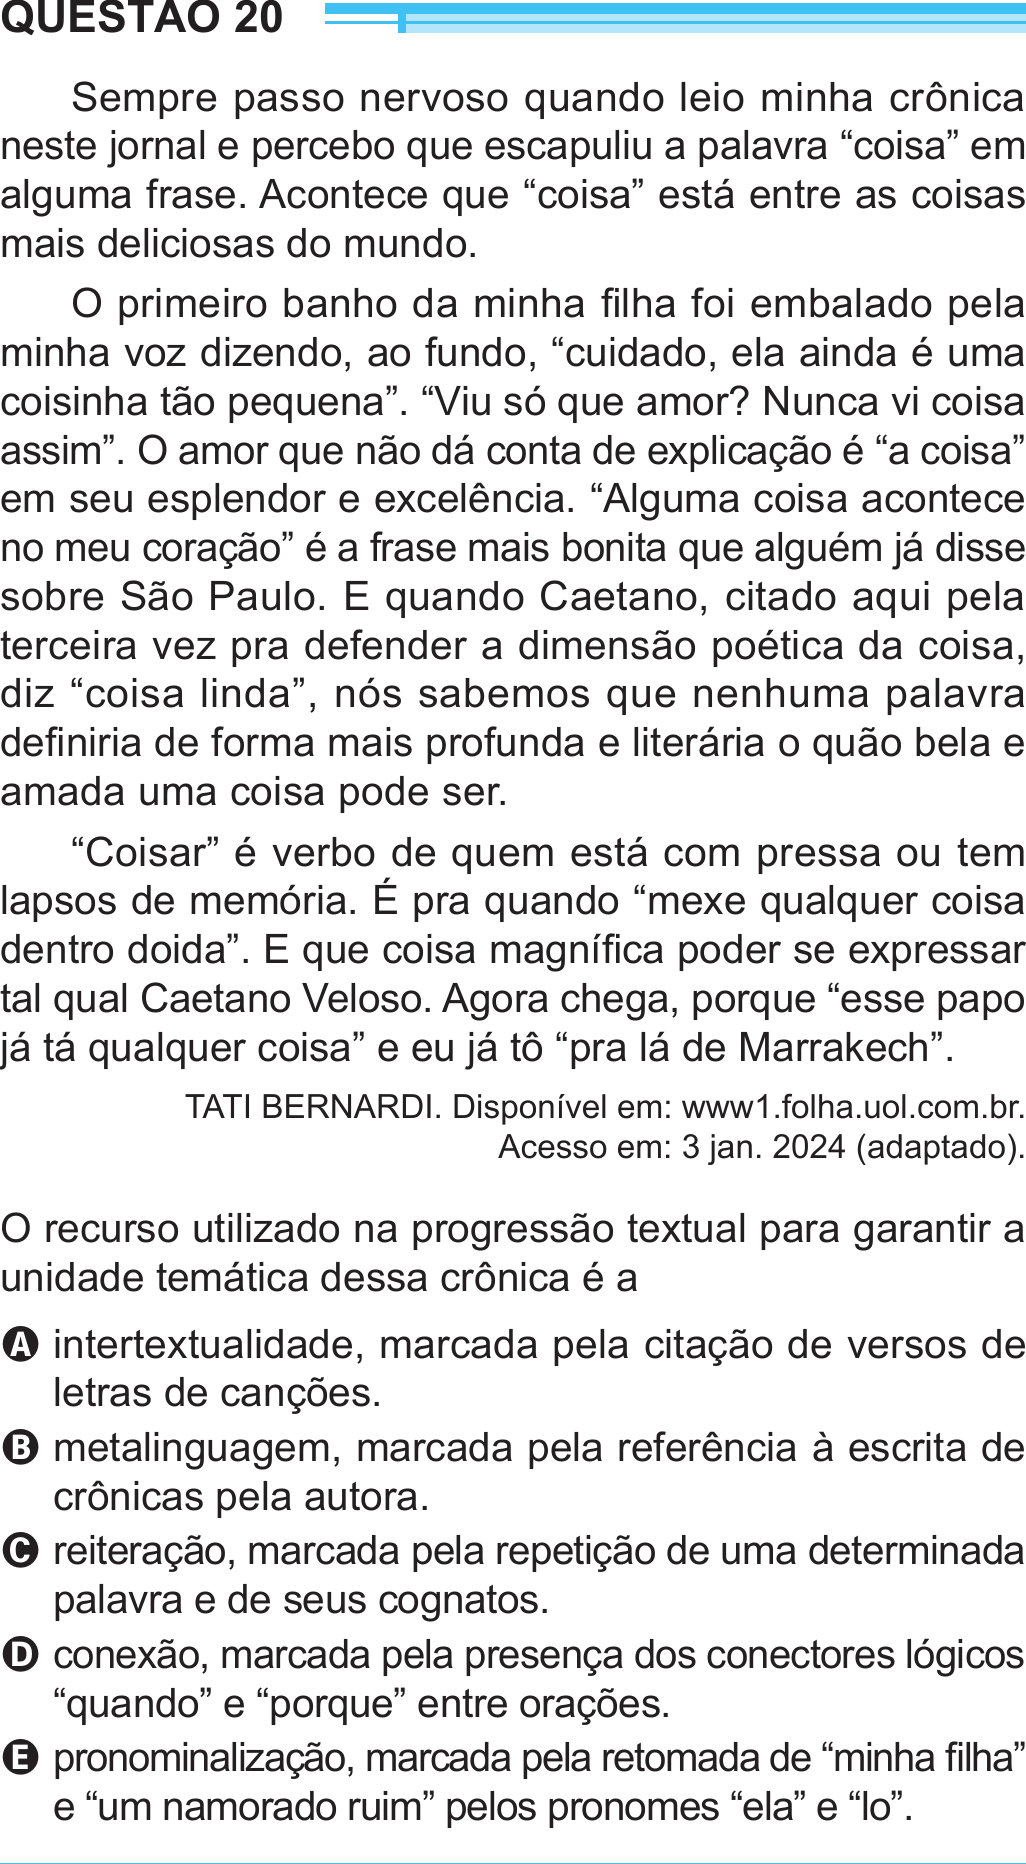 QUESTÃO 20
Sempre passo nervoso quando leio minha crônica
neste jornal e percebo que escapuliu a palavra “coisa” em
alguma frase. Acontece que “coisa” está entre as coisas
mais deliciosas do mundo.
O primeiro banho da minha filha foi embalado pela
minha voz dizendo, ao fundo, “cuidado, ela ainda é uma
coisinha tão pequena”. “Viu só que amor? Nunca vi coisa
assim”. O amor que não dá conta de explicação é “a coisa”
em seu esplendor e excelência. “Alguma coisa acontece
no meu coração” é a frase mais bonita que alguém já disse
sobre São Paulo. E quando Caetano, citado aqui pela
terceira vez pra defender a dimensão poética da coisa,
diz “coisa linda”, nós sabemos que nenhuma palavra
definiria de forma mais profunda e literária o quão bela e
amada uma coisa pode ser.
“Coisar” é verbo de quem está com pressa ou tem
lapsos de memória. É pra quando “mexe qualquer coisa
dentro doida”. E que coisa magnífica poder se expressar
tal qual Caetano Veloso. Agora chega, porque “esse papo
já tá qualquer coisa” e eu já tô “pra lá de Marrakech”.
TATI BERNARDI. Disponível em: www1.folha.uol.com.br.
Acesso em: 3 jan. 2024 (adaptado).
O recurso utilizado na progressão textual para garantir a
unidade temática dessa crônica é a
A intertextualidade, marcada pela citação de versos de
letras de canções.
B metalinguagem, marcada pela referência à escrita de
crônicas pela autora.
C reiteração, marcada pela repetição de uma determinada
palavra e de seus cognatos.
D conexão, marcada pela presença dos conectores lógicos
“quando” e “porque” entre orações.
E pronominalização, marcada pela retomada de “minha filha”
e “um namorado ruim” pelos pronomes “ela” e “lo”.